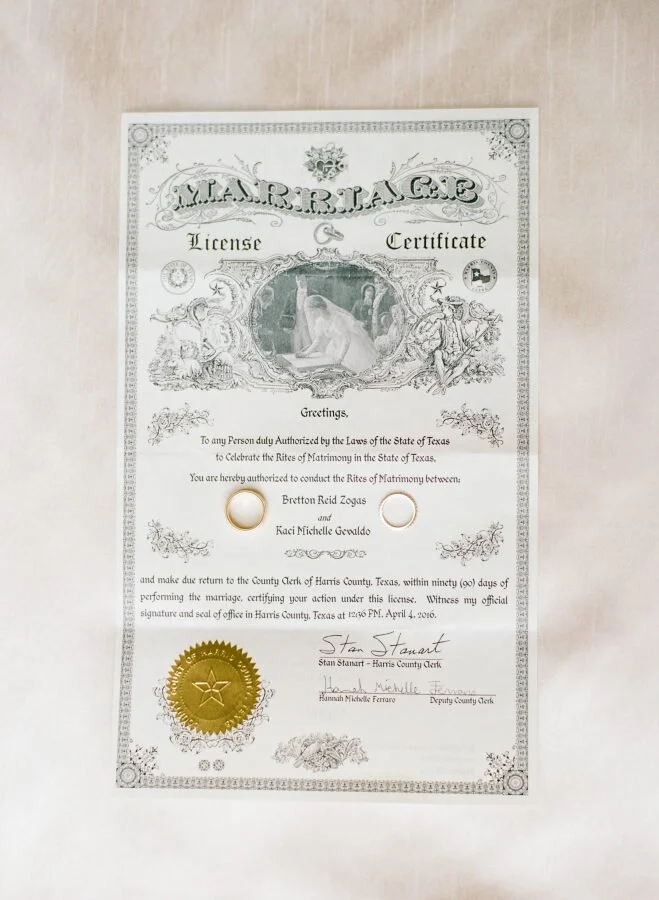 MARRIAGE
License Certificate
Greetings,
To any Person duly Authorized by the Laws of the State of Texas
to Celebrate the Rites of Matrimony in the State of Texas,
You are hereby authorized to conduct the Rites of Matrimony between:
Bretton Reid Zogas
and
Kaci Michelle Gevaldo
and make due return to the County Clerk of Harris County, Texas, within ninety (90) days of
performing the marriage, certifying your action under this license. Witness my official
signature and seal of office in Harris County, Texas at 12:36 PM, April 4, 2016.
Stan Stanart
Stan Stanart - Harris County Clerk
Hannah Michelle Ferraro
Hannah Michelle Ferraro Deputy County Clerk
OF HARRIS COUNTY,